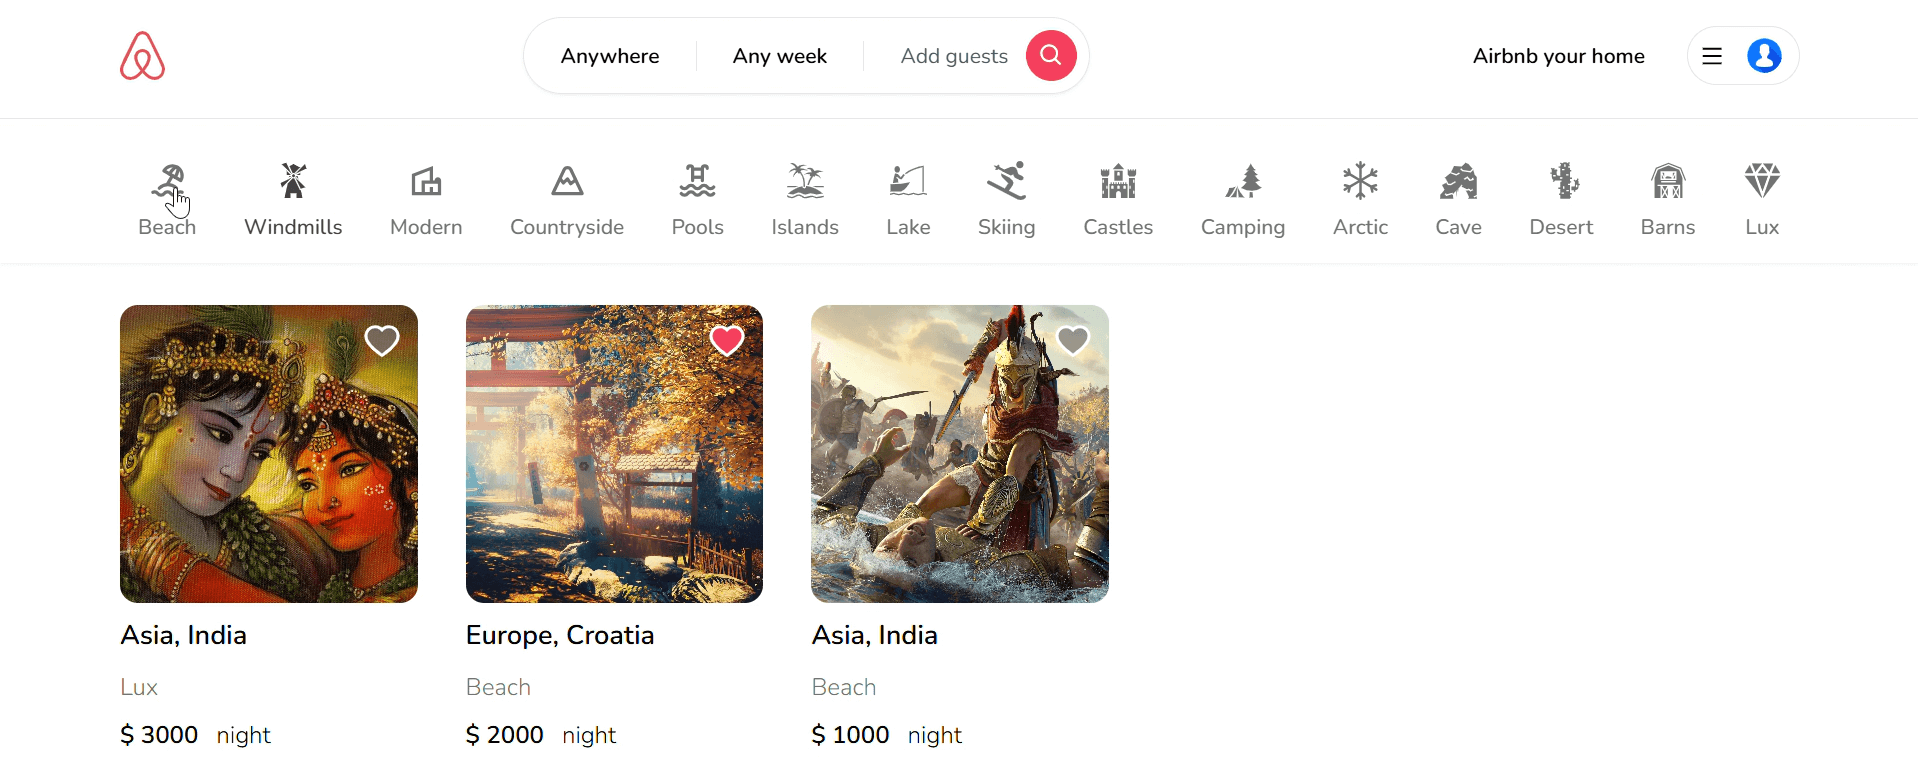 Anywhere Any week Add guests Airbnb your home
Beach Windmills Modern Countryside Pools Islands Lake Skiing Castles Camping Arctic Cave Desert Barns Lux
Asia, India
Lux
$ 3000 night
Europe, Croatia
Beach
$ 2000 night
Asia, India
Beach
$ 1000 night